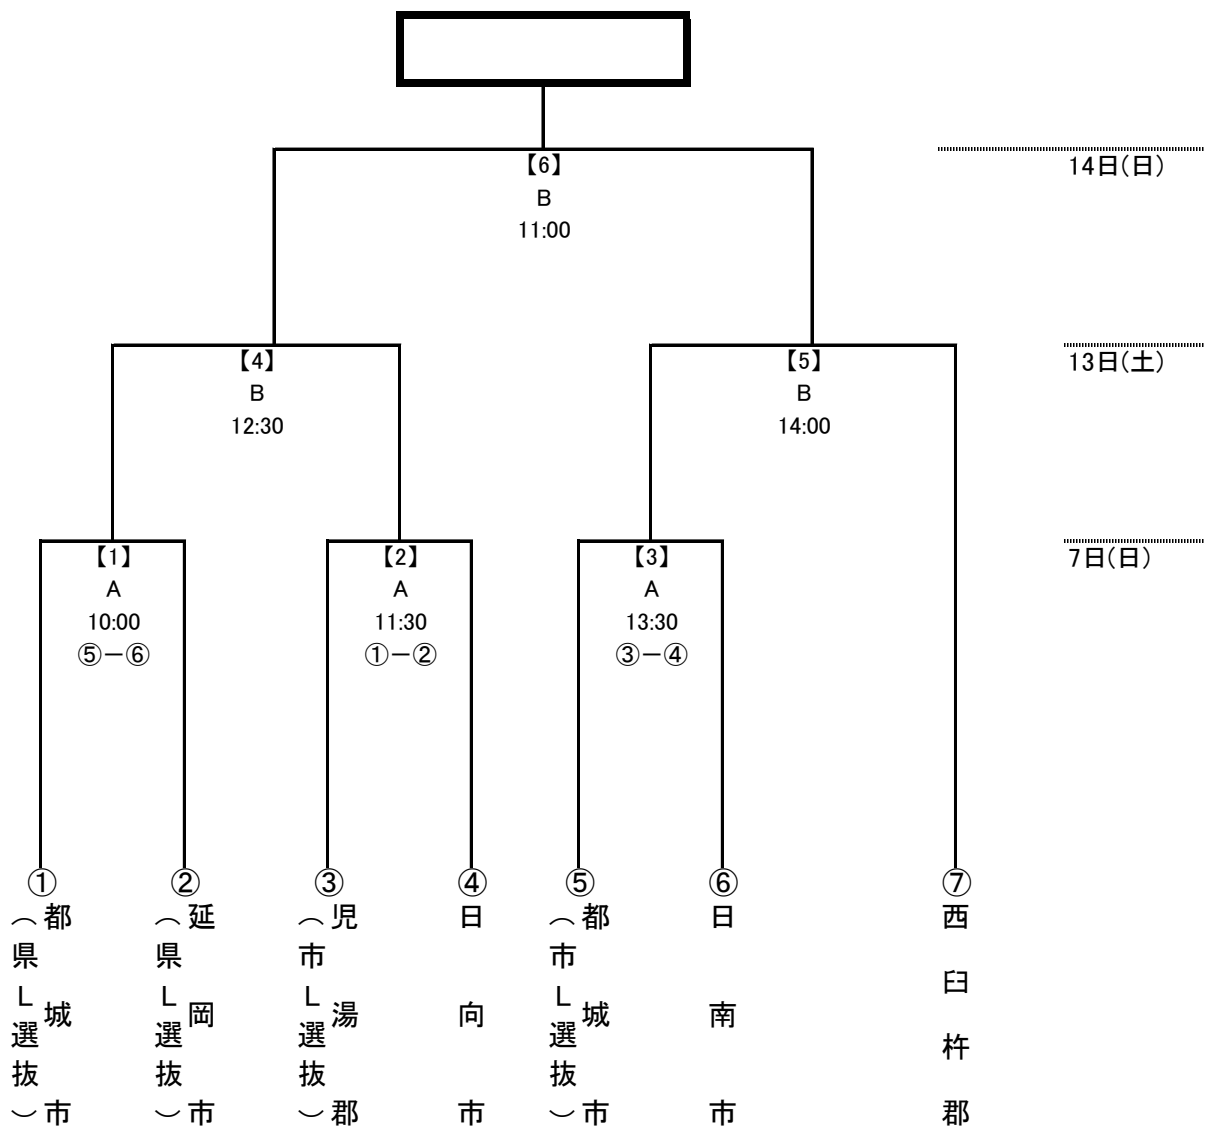 【6】
B
11:00
14日(日)
【4】
B
12:30
【5】
B
14:00
13日(土)
【1】
A
10:00
⑤－⑥
【2】
A
11:30
①－②
【3】
A
13:30
③－④
7日(日)
①
都城市
（県L選抜）
②
延岡市
（県L選抜）
③
児湯郡
（市L選抜）
④
日向市
⑤
都城市
（市L選抜）
⑥
日南市
⑦
西臼杵郡